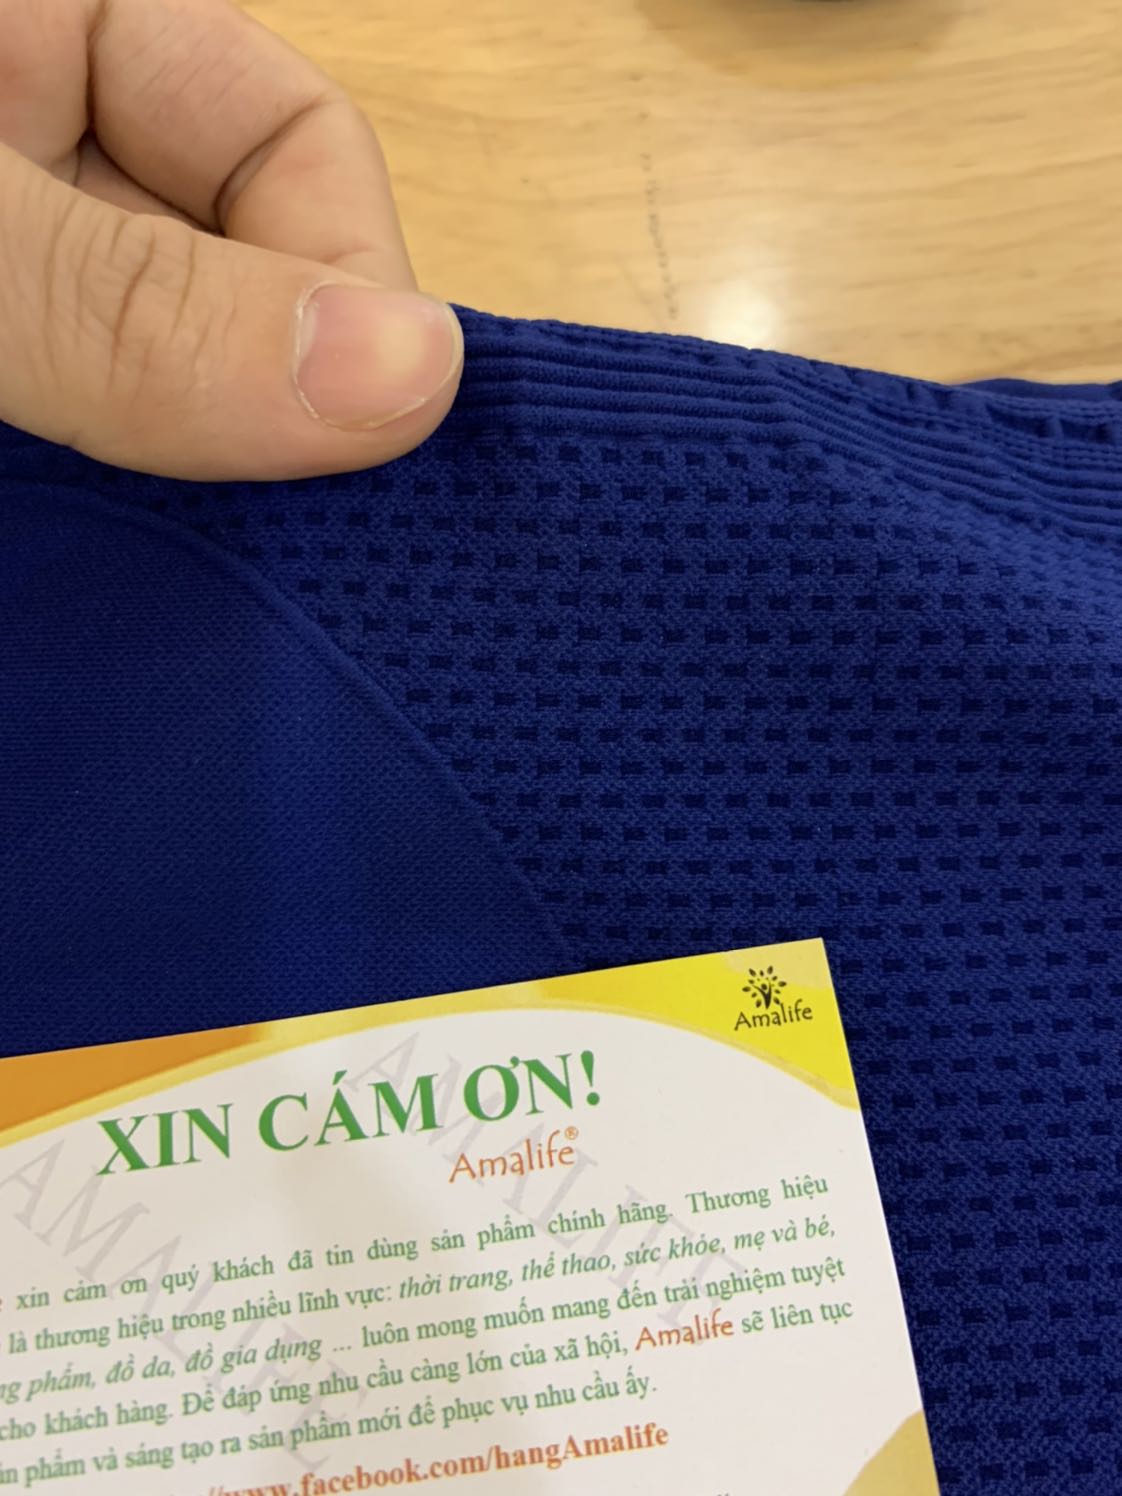 Amalife
XIN CÁM ƠN!
Amalife®
xin cảm ơn quý khách đã tin dùng sản phẩm chính hãng. Thương hiệu
là thương hiệu trong nhiều lĩnh vực: thời trang, thể thao, sức khỏe, mẹ và bé,
phẩm, đồ da, đồ gia dụng ... luôn mong muốn mang đến trải nghiệm tuyệt
cho khách hàng. Để đáp ứng nhu cầu càng lớn của xã hội, Amalife sẽ liên tục
phẩm và sáng tạo ra sản phẩm mới để phục vụ nhu cầu ấy.
www.facebook.com/hangAmalife
AMALIFE
AMALIFE